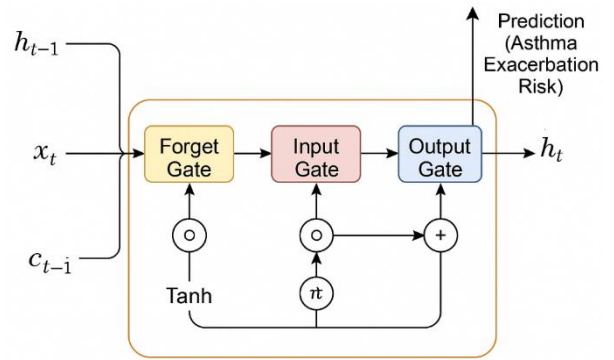 Prediction
(Asthma
Exacerbation
Risk)
h_{t−1}
x_t
c_{t−1}
Forget
Gate
Input
Gate
Output
Gate
h_t
+
Tanh